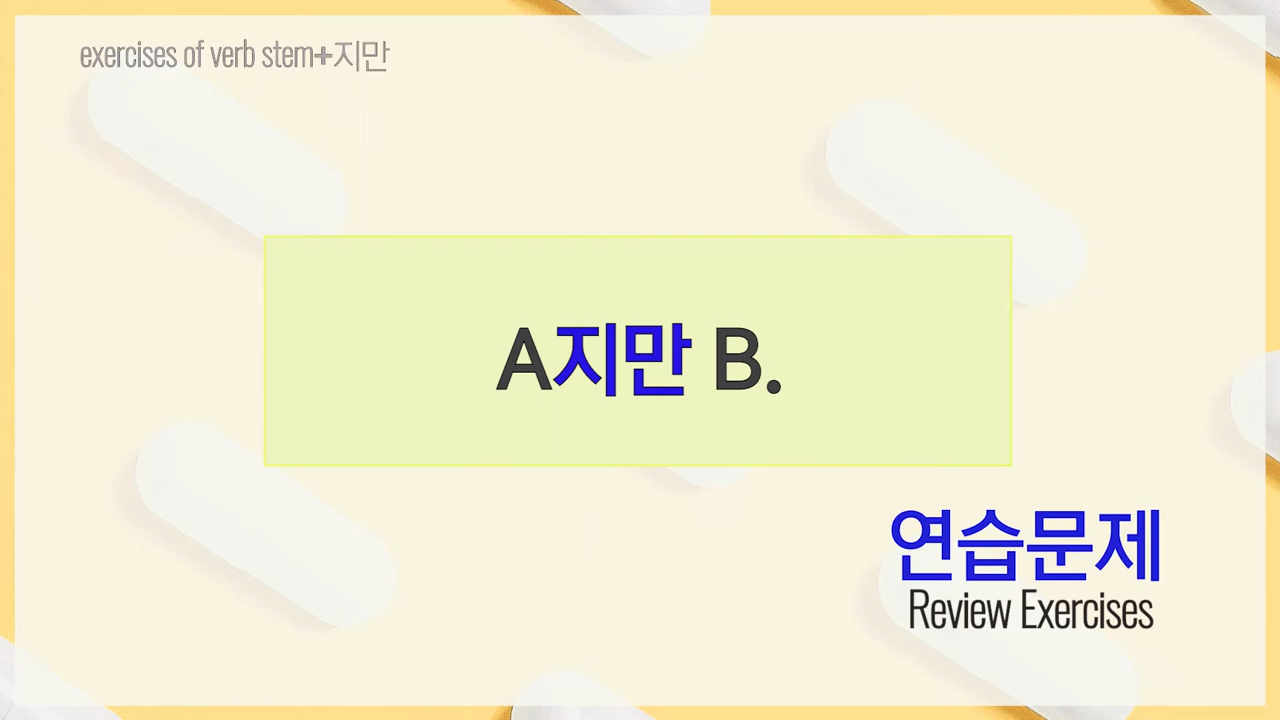 exercises of verb stem+지만
A지만 B.
연습문제
Review Exercises